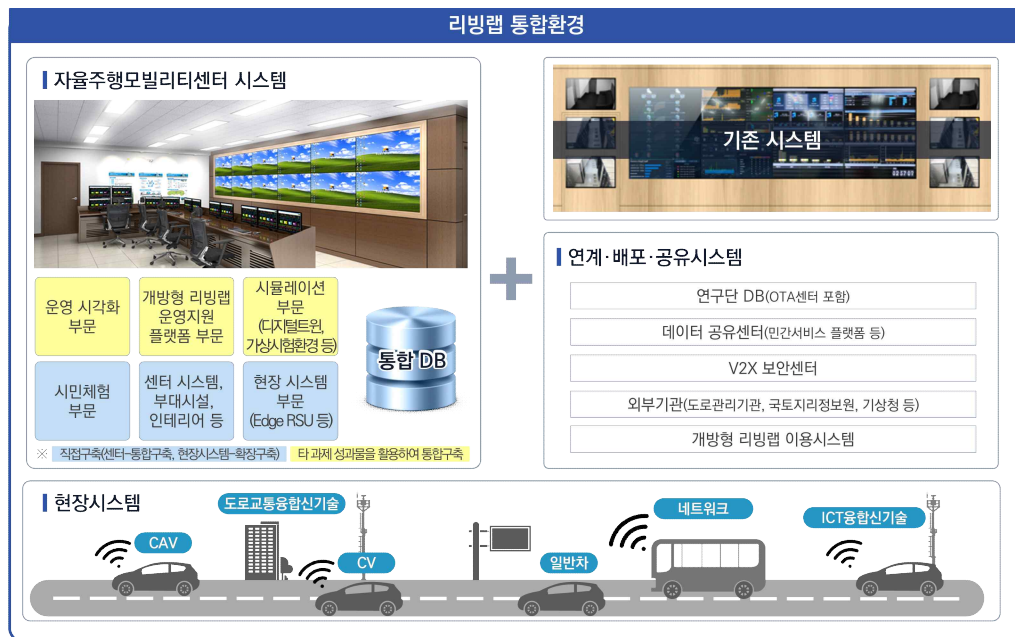 리빙랩 통합환경
자율주행모빌리티센터 시스템
운영 시각화
부문
개방형 리빙랩
운영지원
플랫폼 부문
시뮬레이션
부문
(디지털트윈,
가상시험환경 등)
시민체험
부문
센터 시스템,
부대시설,
인테리어 등
현장 시스템
부문
(Edge RSU 등)
통합 DB
※ 직접구축(센터-통합구축, 현장시스템-확장구축) 타 과제 성과물을 활용하여 통합구축
기존 시스템
연계·배포·공유시스템
연구단 DB(OTA센터 포함)
데이터 공유센터(민간서비스 플랫폼 등)
V2X 보안센터
외부기관(도로관리기관, 국토지리정보원, 기상청 등)
개방형 리빙랩 이용시스템
현장시스템
CAV
도로교통융합신기술
CV
일반차
네트워크
ICT융합신기술